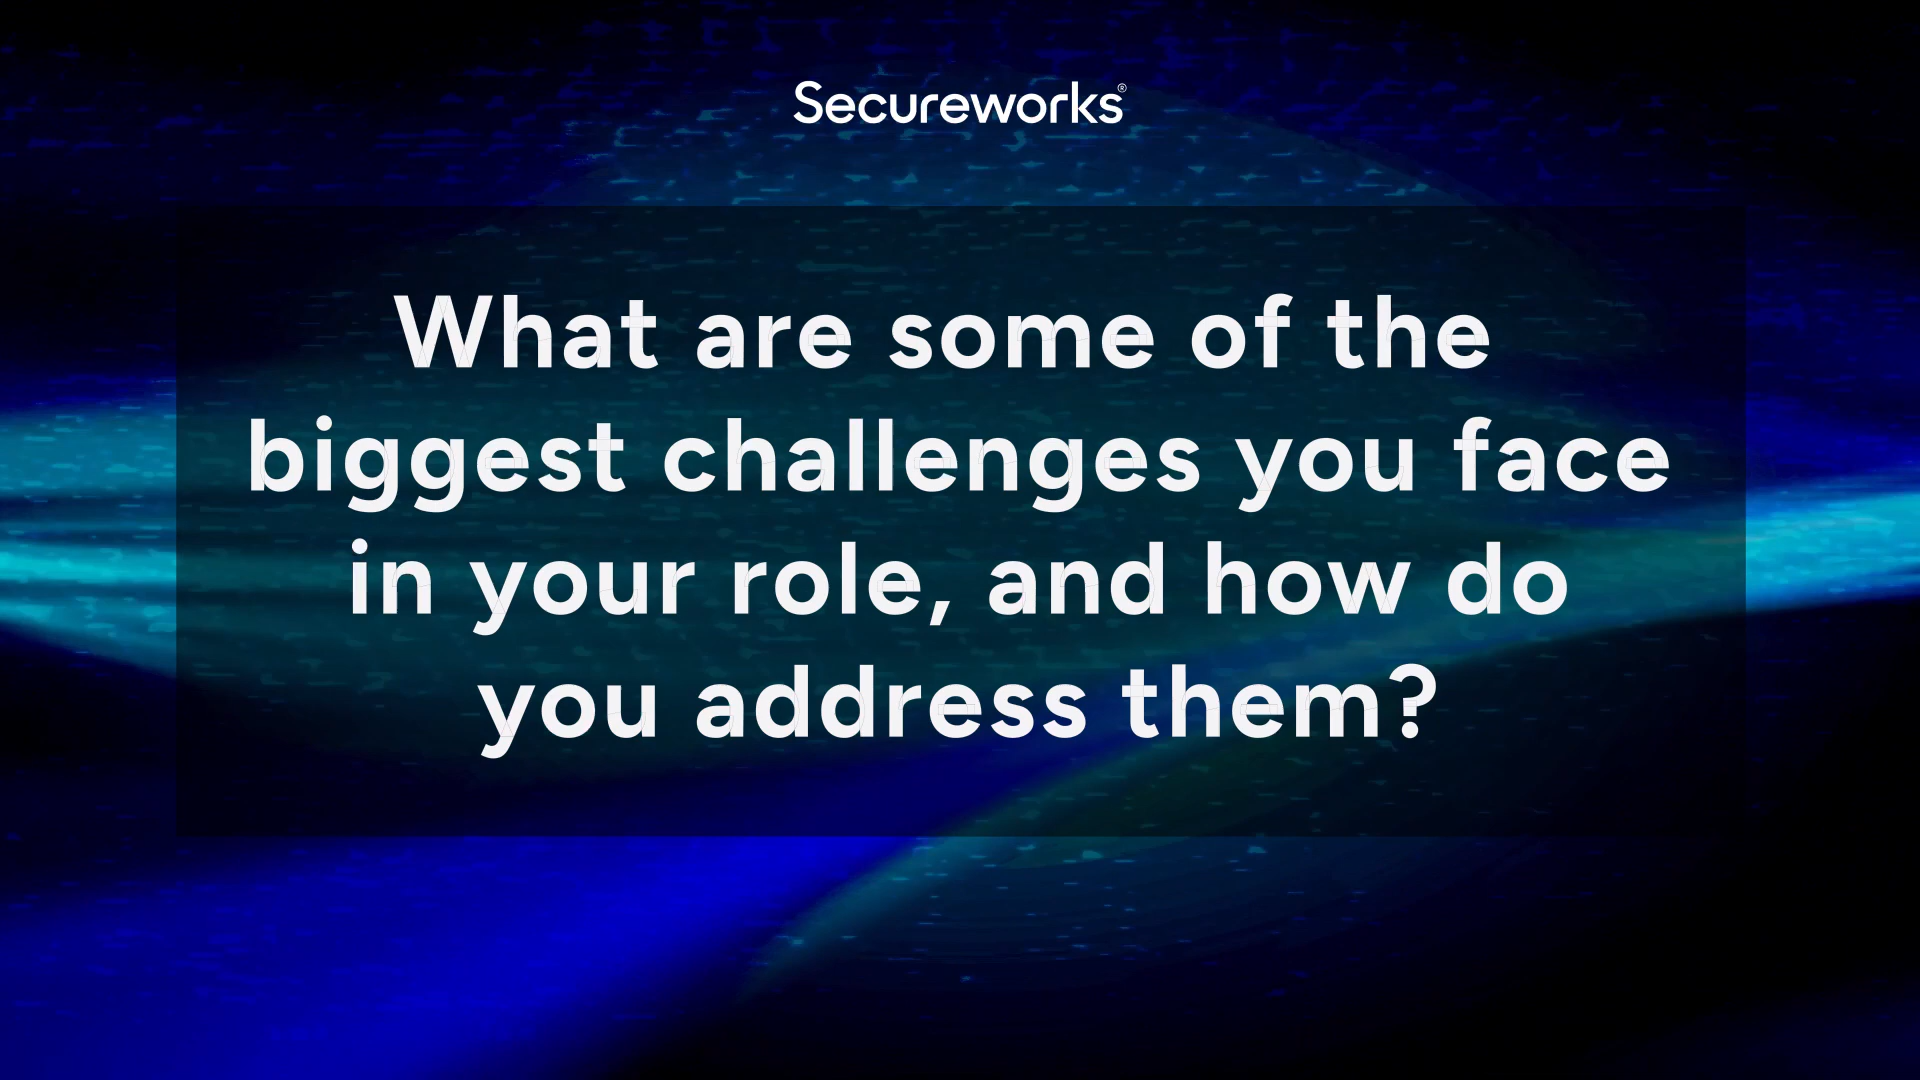 Secureworks®
What are some of the
biggest challenges you face
in your role, and how do
you address them?